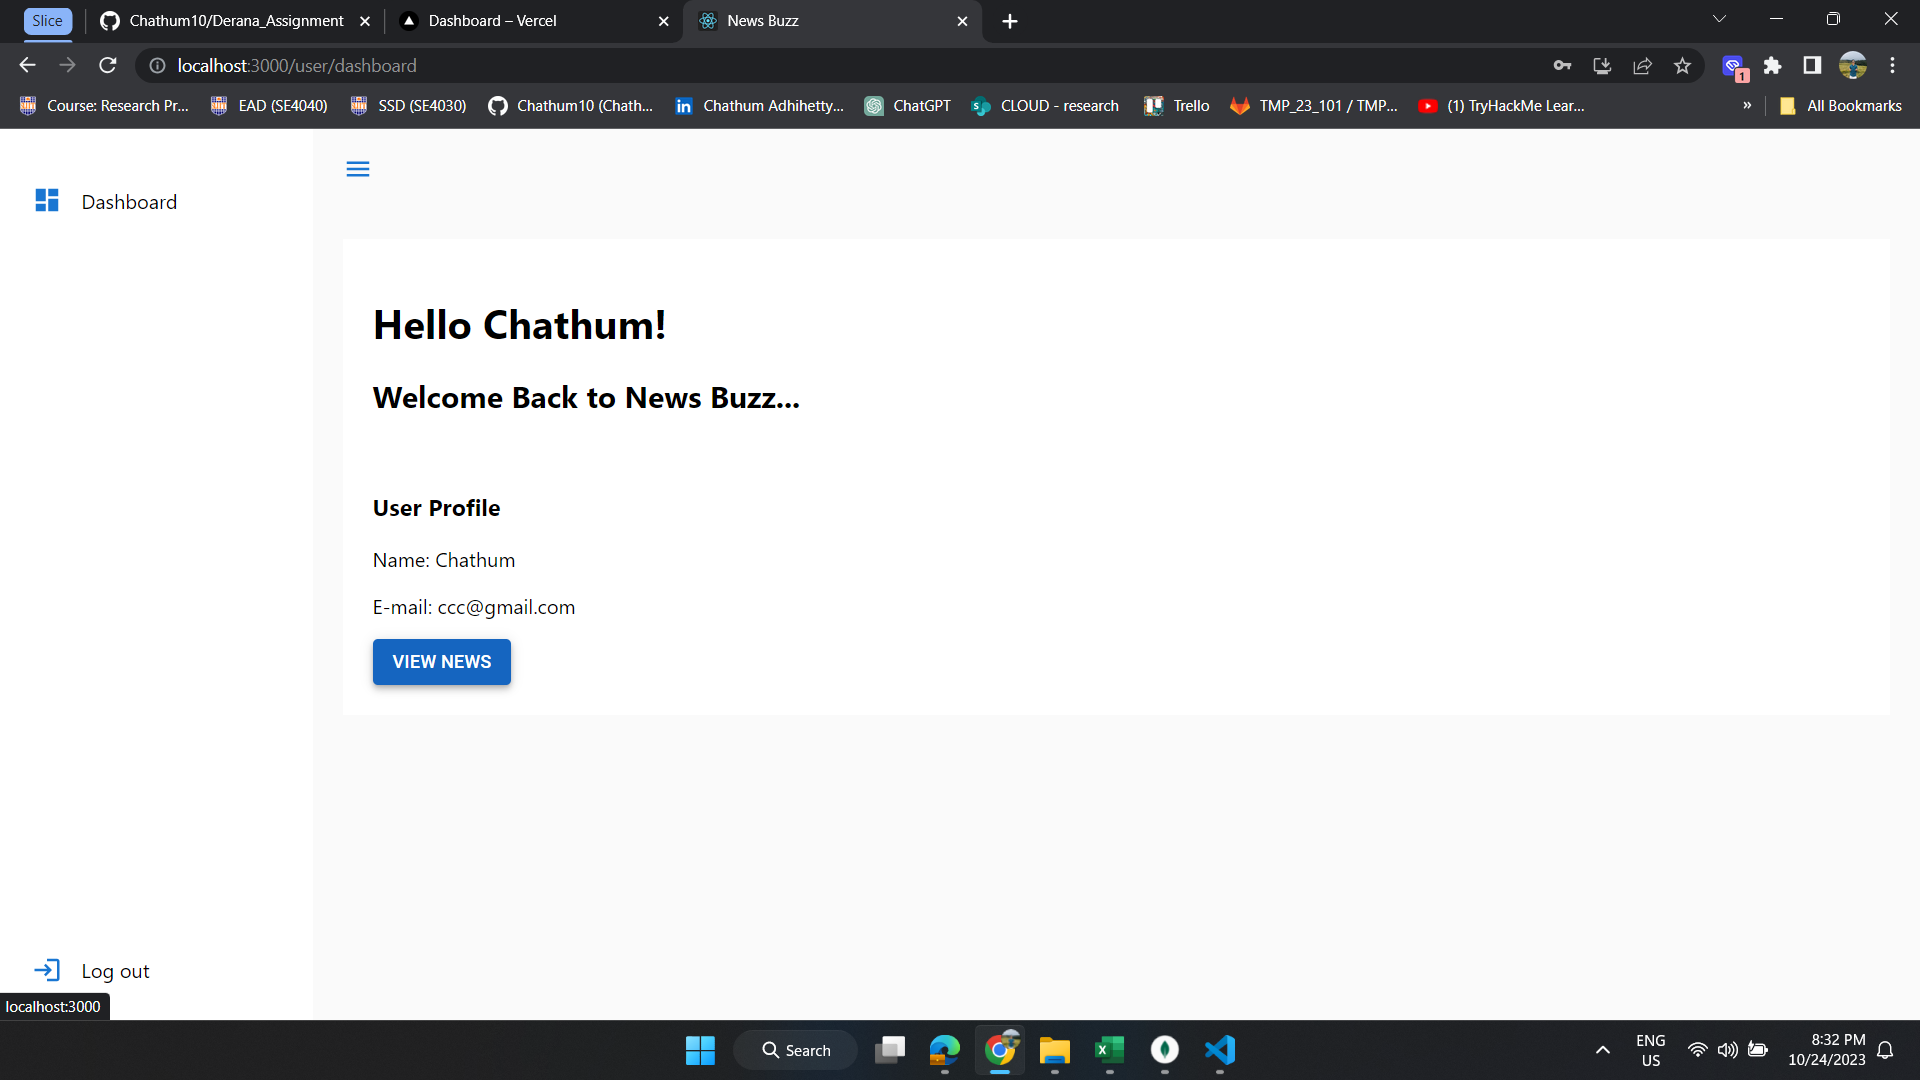 Slice
Chathum10/Derana_Assignment
Dashboard – Vercel
News Buzz
localhost:3000/user/dashboard
1
Course: Research Pr...
EAD (SE4040)
SSD (SE4030)
Chathum10 (Chath...
Chathum Adhihetty...
ChatGPT
CLOUD - research
Trello
TMP_23_101 / TMP...
(1) TryHackMe Lear...
»
All Bookmarks
Dashboard
Hello Chathum!
Welcome Back to News Buzz...
User Profile
Name: Chathum
E-mail: ccc@gmail.com
VIEW NEWS
Log out
localhost:3000
Search
ENG
US
8:32 PM
10/24/2023